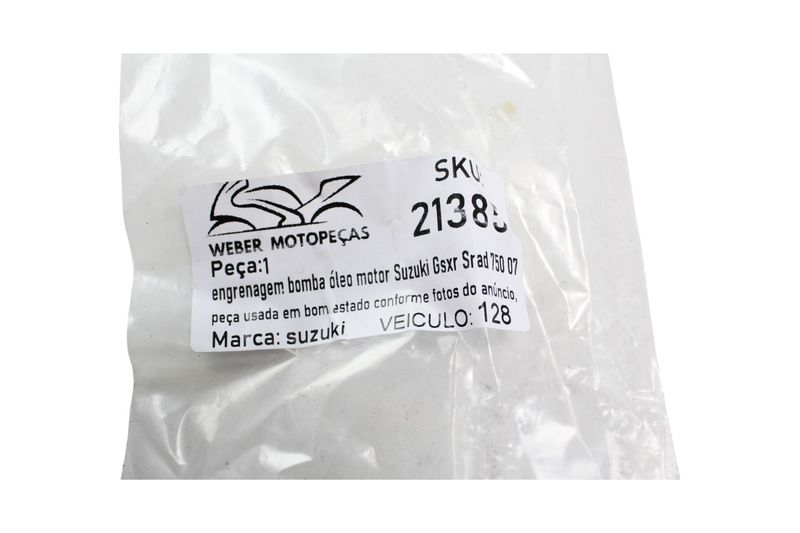 SKU:
WEBER MOTOPEÇAS
Peça:1
engrenagem bomba óleo motor Suzuki Gsxr Srad 750 07
peça usada em bom estado conforme fotos do anúncio,
Marca: suzuki VEICULO: 128